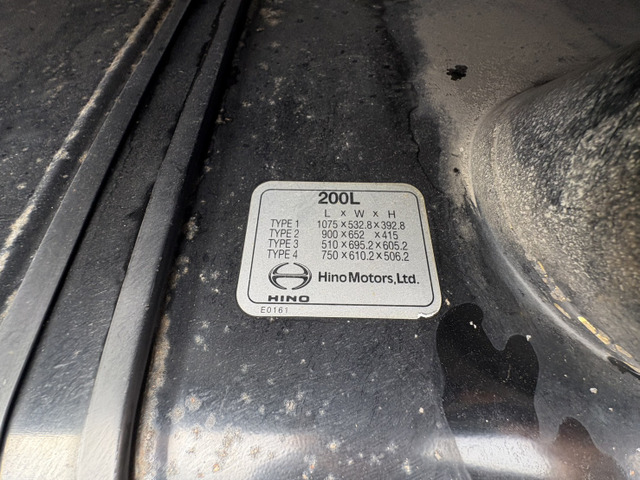 200L
L × W × H
TYPE 1 1075×532.8×392.8
TYPE 2 900×652 ×415
TYPE 3 510×695.2×605.2
TYPE 4 750×610.2×506.2
HINO Hino Motors, Ltd.
E0161